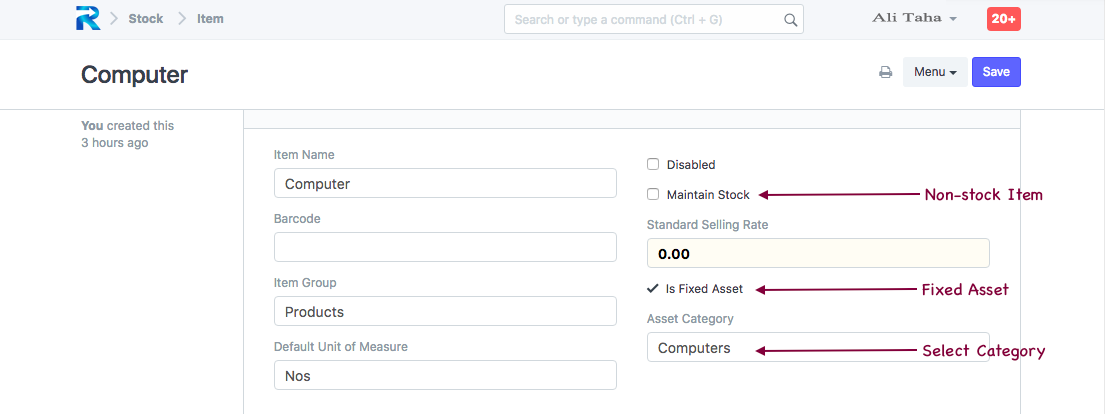 Stock
Item
Search or type a command (Ctrl + G)
Ali Taha
20+
Computer
Menu
Save
You created this
3 hours ago
Item Name
Computer
Barcode
Item Group
Products
Default Unit of Measure
Nos
Disabled
Maintain Stock
Non-stock Item
Standard Selling Rate
0.00
Is Fixed Asset
Fixed Asset
Asset Category
Computers
Select Category